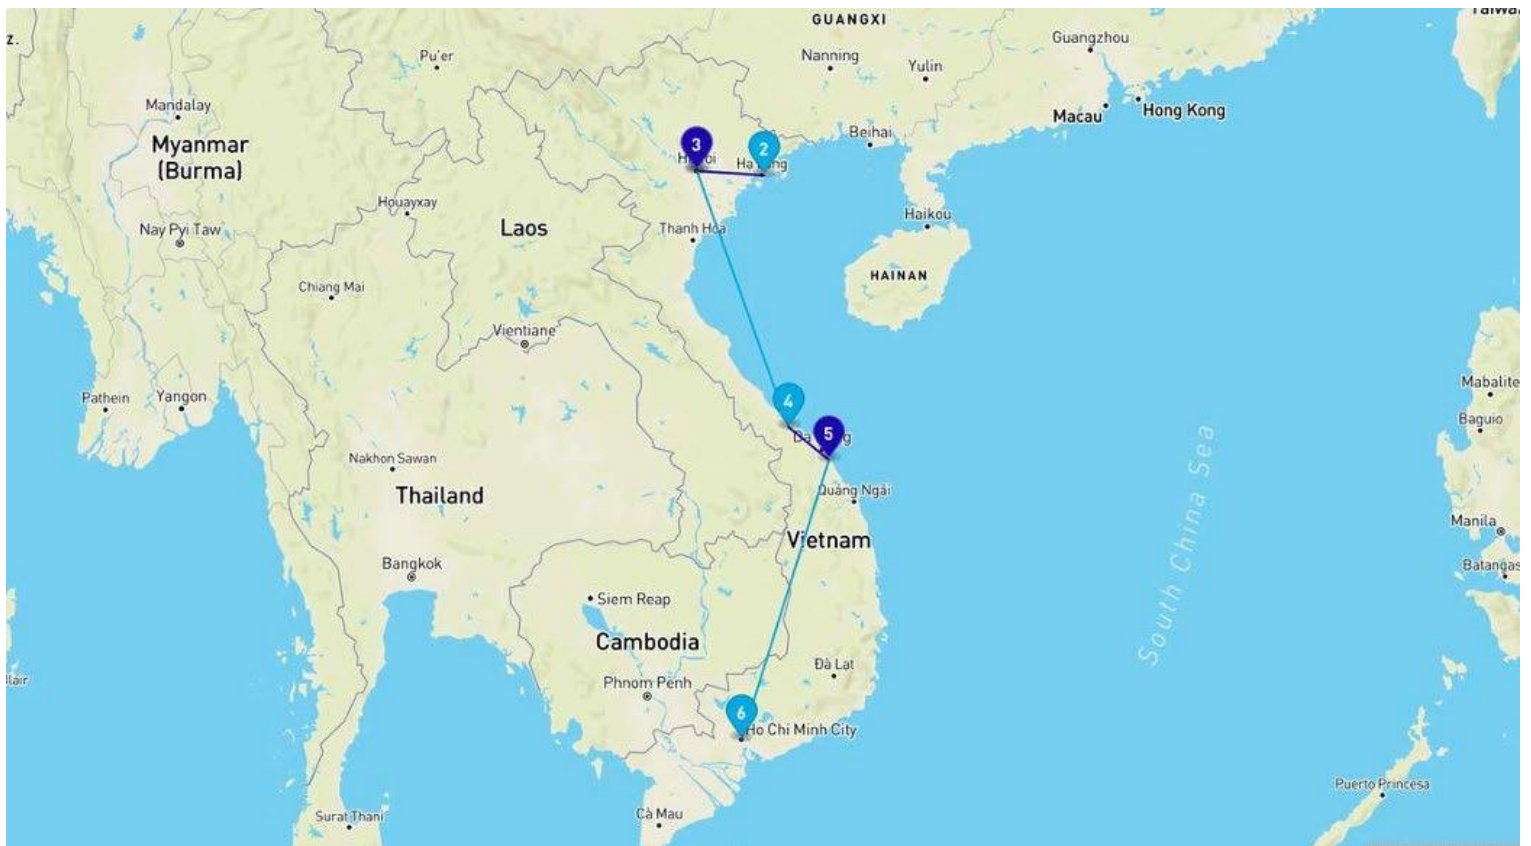 GUANGXI
Z.
Pu'er
Nanning
Yulin
Guangzhou
Mandalay
Macau
Hong Kong
Beihai
Myanmar
(Burma)
3
2
Houayxay
Laos
Thanh Hóa
Haikou
Nay Pyi Taw
HAINAN
Chiang Mai
Vientiane
Pathein
Yangon
4
5
Mabalite
Baguio
Nakhon Sawan
Thailand
Quảng Ngãi
Vietnam
South China Sea
Manila
Bangkok
Batangas
Siem Reap
Cambodia
Đà Lạt
Phnom Penh
6
Ho Chi Minh City
Puerto Princesa
Surat Thani
Cà Mau